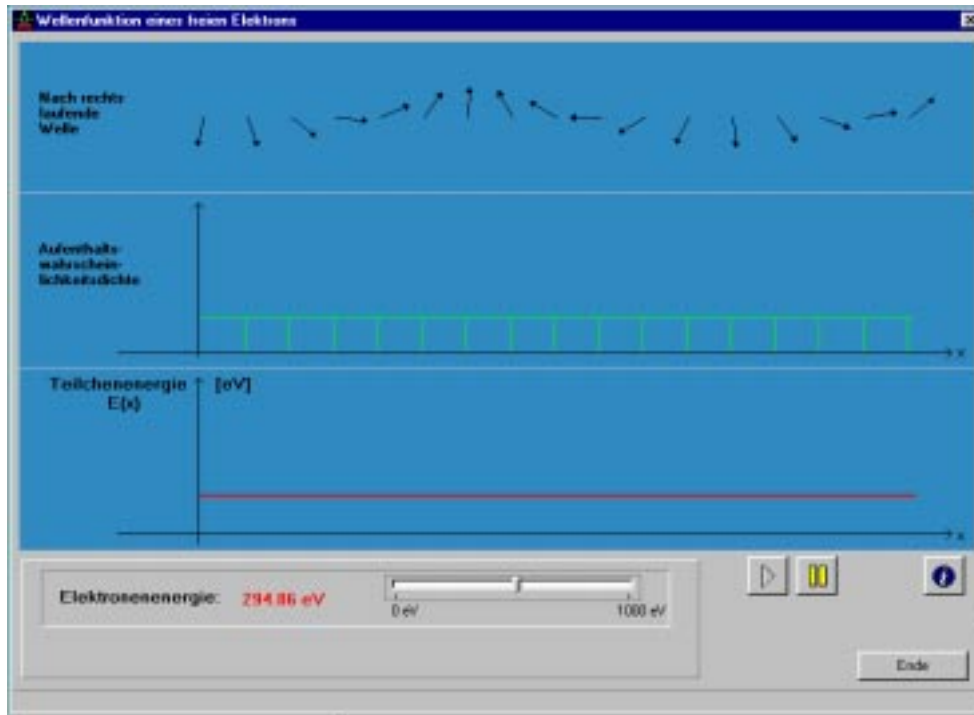 Wellenfunktion eines freien Elektrons
Nach rechts
laufende
Welle
Aufenthalts-
wahrschein-
lichkeitsdichte
x
Teilchenenergie [eV]
E(x)
x
Elektronenenergie: 294.86 eV
0 eV 1000 eV
Ende